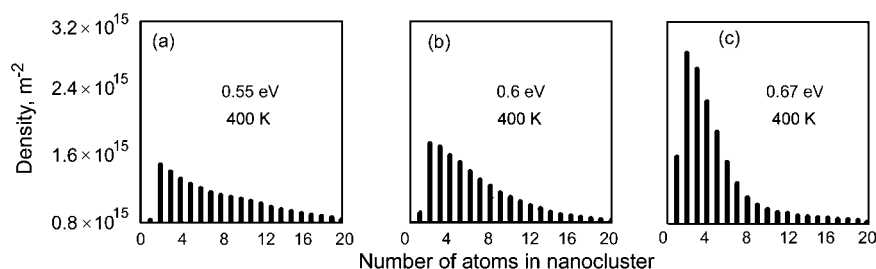 3.2 × 10^15
2.4 × 10^15
1.6 × 10^15
0.8 × 10^15
Density, m^-2
(a)
0.55 eV
400 K
0 4 8 12 16 20
(b)
0.6 eV
400 K
0 4 8 12 16 20
(c)
0.67 eV
400 K
0 4 8 12 16 20
Number of atoms in nanocluster